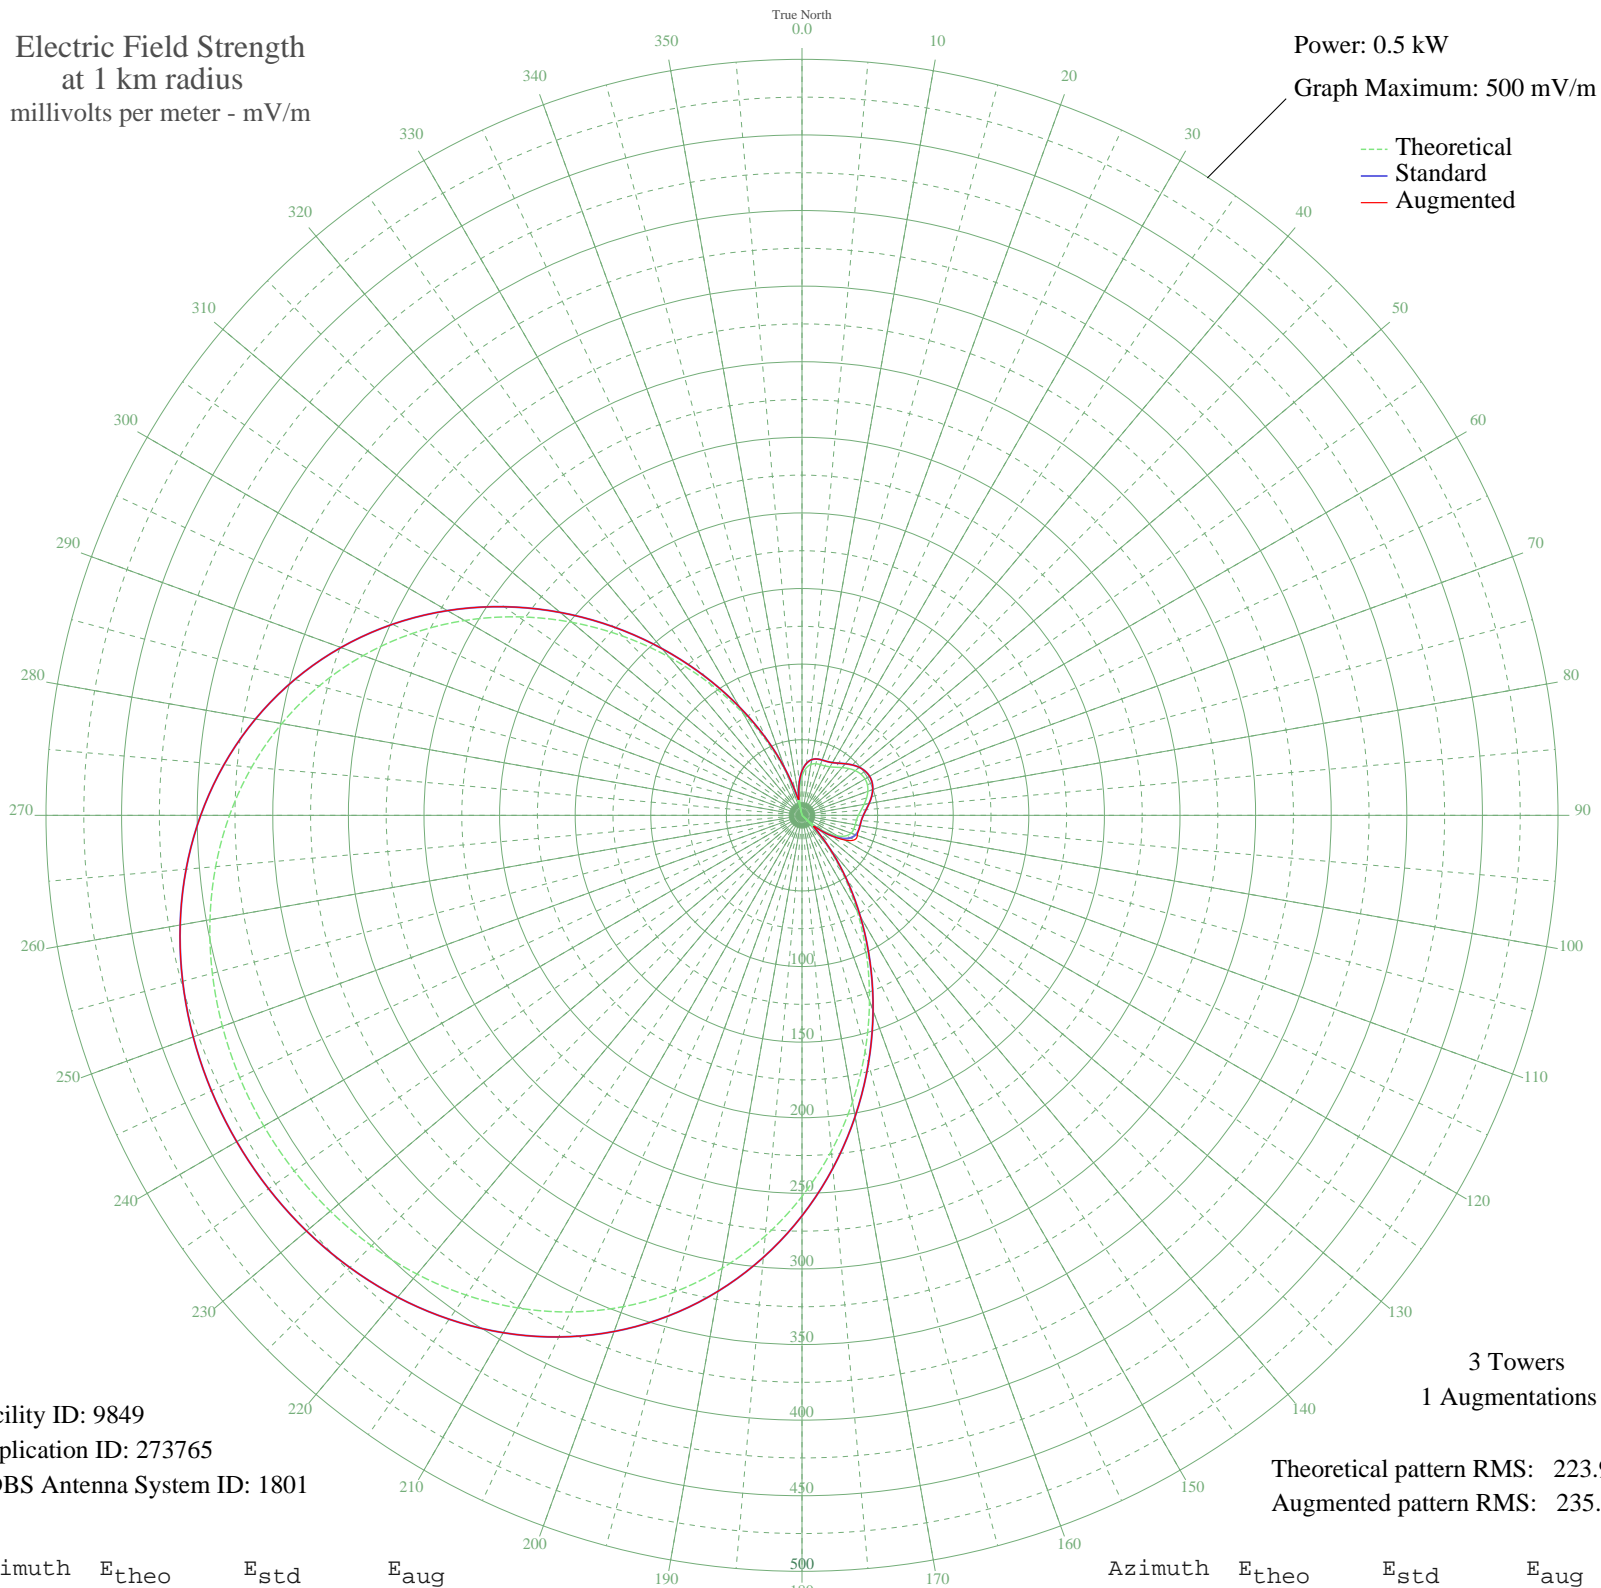 True North
Electric Field Strength
at 1 km radius
millivolts per meter - mV/m
Power: 0.5 kW
Graph Maximum: 500 mV/m
Theoretical
Standard
Augmented
0.0
10
20
30
40
50
60
70
80
90
100
110
120
130
140
150
160
170
190
200
210
220
230
240
250
260
270
280
290
300
310
320
330
340
350
100
150
200
250
300
350
400
450
500
3 Towers
1 Augmentations
cility ID: 9849
plication ID: 273765
DBS Antenna System ID: 1801
Theoretical pattern RMS: 223.9
Augmented pattern RMS: 235.
imuth Etheo Estd Eaug
Azimuth Etheo Estd Eaug